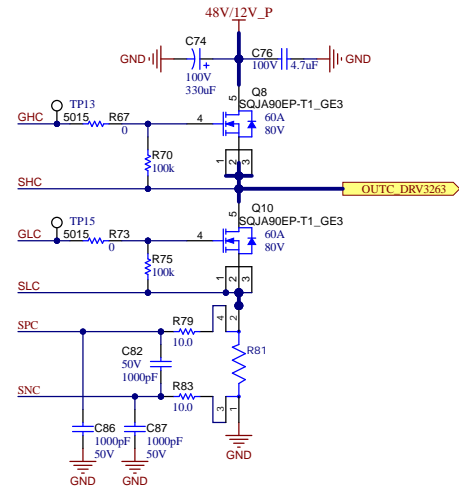 48V/12V_P
C74
GND
100V
330uF
C76
100V
4.7uF
GND
TP13
GHC
5015
R67
0
4
5
Q8
SQJA90EP-T1_GE3
60A
80V
R70
100k
1
2
3
SHC
OUTC_DRV3263
TP15
GLC
5015
R73
0
4
5
Q10
SQJA90EP-T1_GE3
60A
80V
R75
100k
1
2
3
SLC
SPC
R79
10.0
4
2
C82
50V
1000pF
R81
SNC
R83
10.0
3
1
C86
1000pF
50V
C87
1000pF
50V
GND
GND
GND